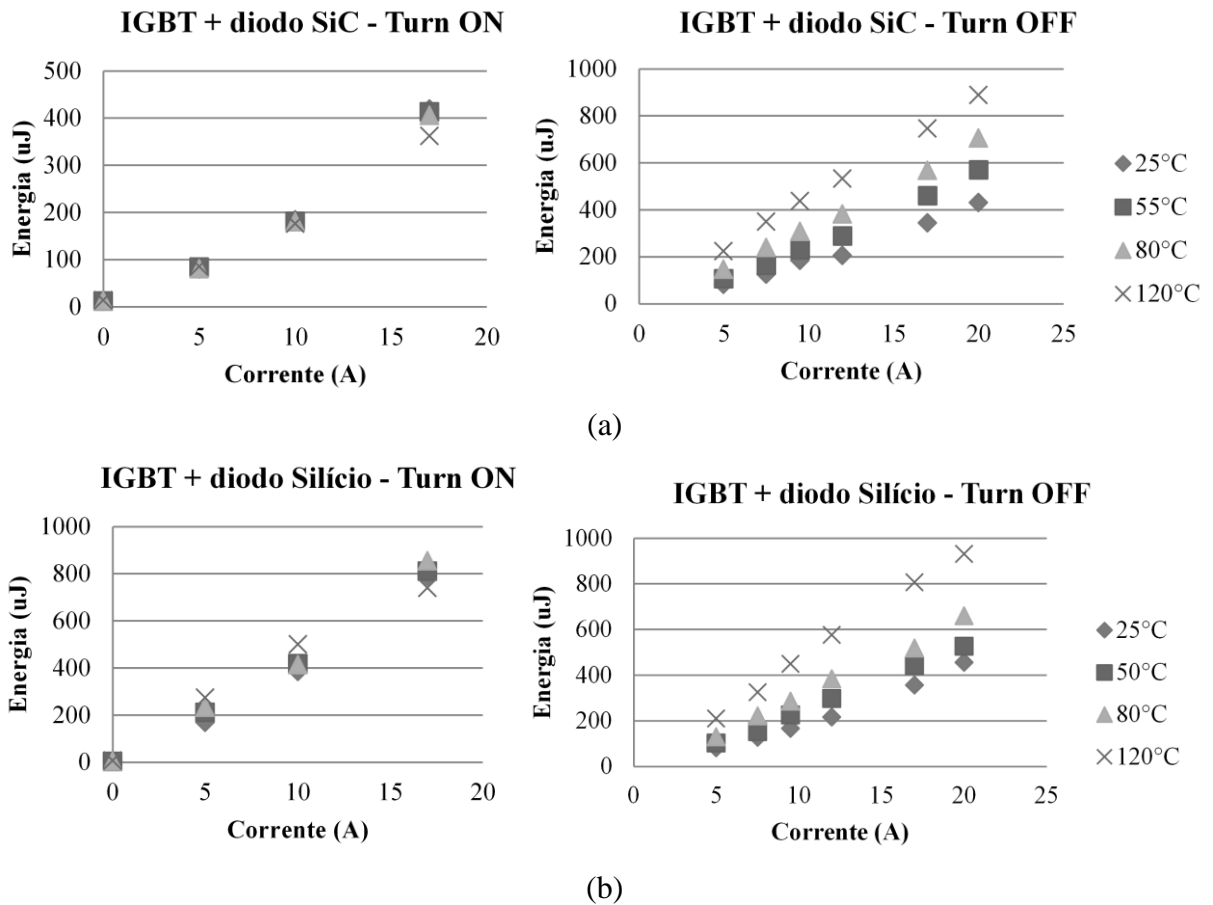 IGBT + diodo SiC - Turn ON
Energia (uJ)
500
400
300
200
100
0
0 5 10 15 20
Corrente (A)
IGBT + diodo SiC - Turn OFF
Energia (uJ)
1000
800
600
400
200
0
0 5 10 15 20 25
Corrente (A)
25°C
55°C
80°C
120°C
(a)
IGBT + diodo Silício - Turn ON
Energia (uJ)
1000
800
600
400
200
0
0 5 10 15 20
Corrente (A)
IGBT + diodo Silício - Turn OFF
Energia (uJ)
1000
800
600
400
200
0
0 5 10 15 20 25
Corrente (A)
25°C
50°C
80°C
120°C
(b)